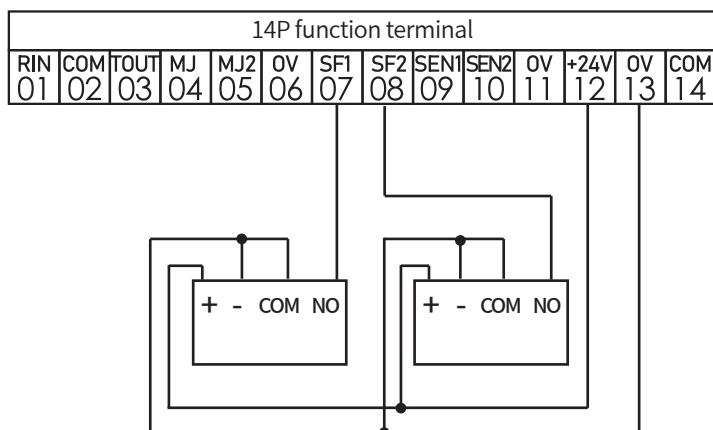 14P function terminal
RIN COM TOUT MJ MJ2 0V SF1 SF2 SEN1 SEN2 0V +24V 0V COM
01 02 03 04 05 06 07 08 09 10 11 12 13 14
+ - COM NO
+ - COM NO